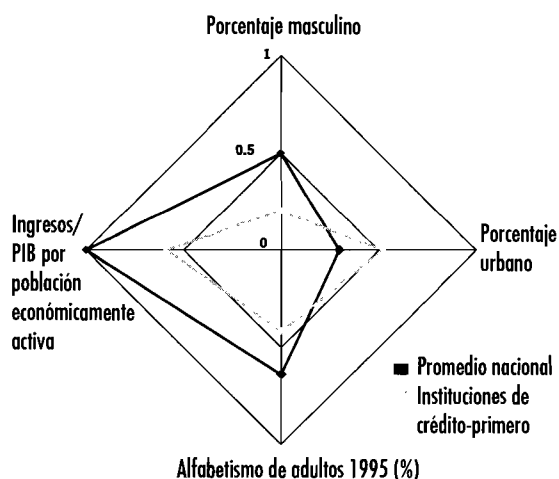 Porcentaje masculino
1
0.5
0
Ingresos/
PIB por
población
económicamente
activa
Porcentaje
urbano
Promedio nacional
Instituciones de
crédito-primero
Alfabetismo de adultos 1995 (%)